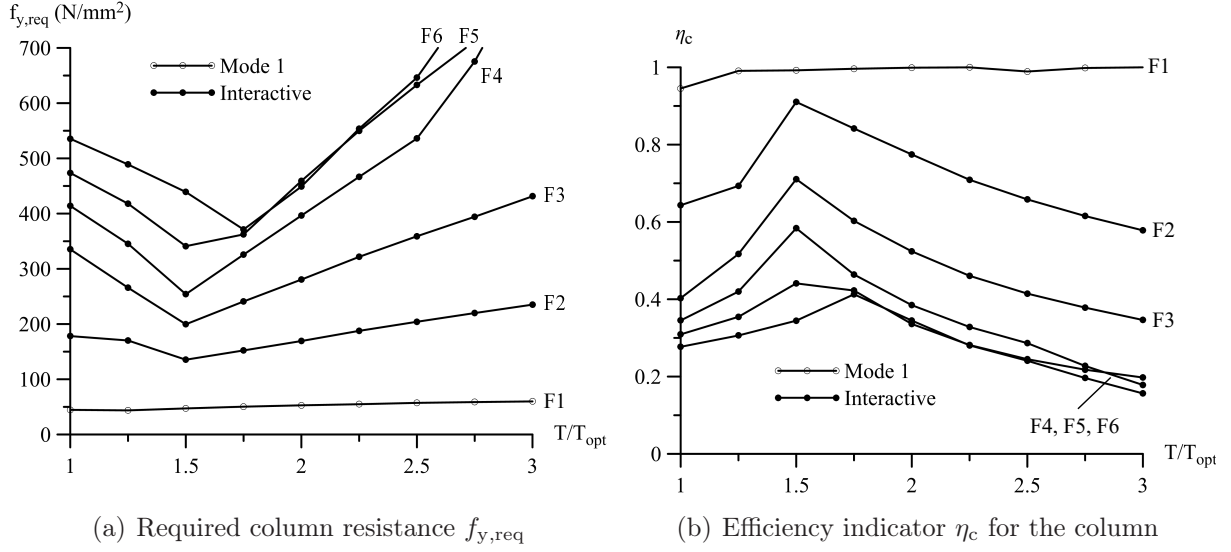 f_y,req (N/mm²)
700
600
500
400
300
200
100
0
1
1.5
2
2.5
3
T/T_opt
Mode 1
Interactive
F6
F5
F4
F3
F2
F1
(a) Required column resistance f_y,req
η_c
1
0.8
0.6
0.4
0.2
0
1
1.5
2
2.5
3
T/T_opt
F1
F2
F3
Mode 1
Interactive
F4, F5, F6
(b) Efficiency indicator η_c for the column